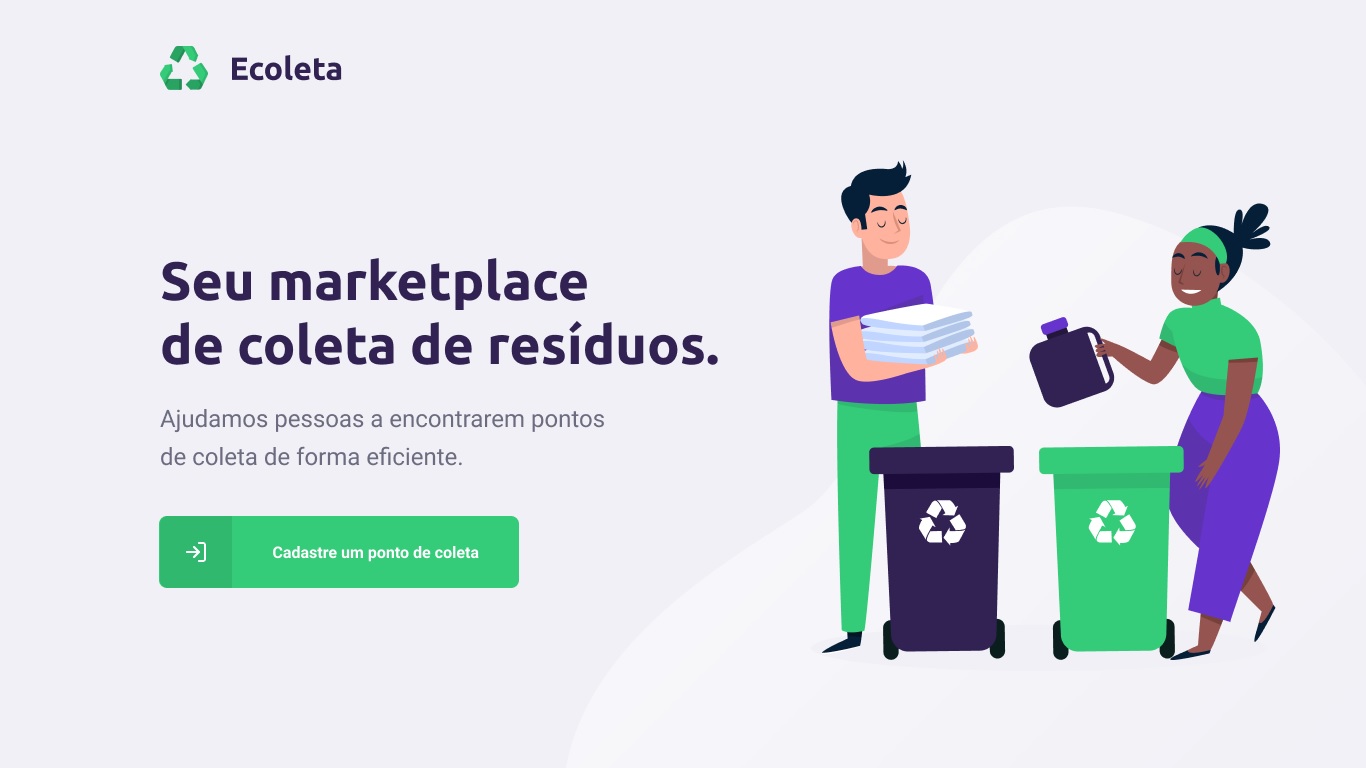 Ecoleta
Seu marketplace
de coleta de resíduos.
Ajudamos pessoas a encontrarem pontos
de coleta de forma eficiente.
Cadastre um ponto de coleta